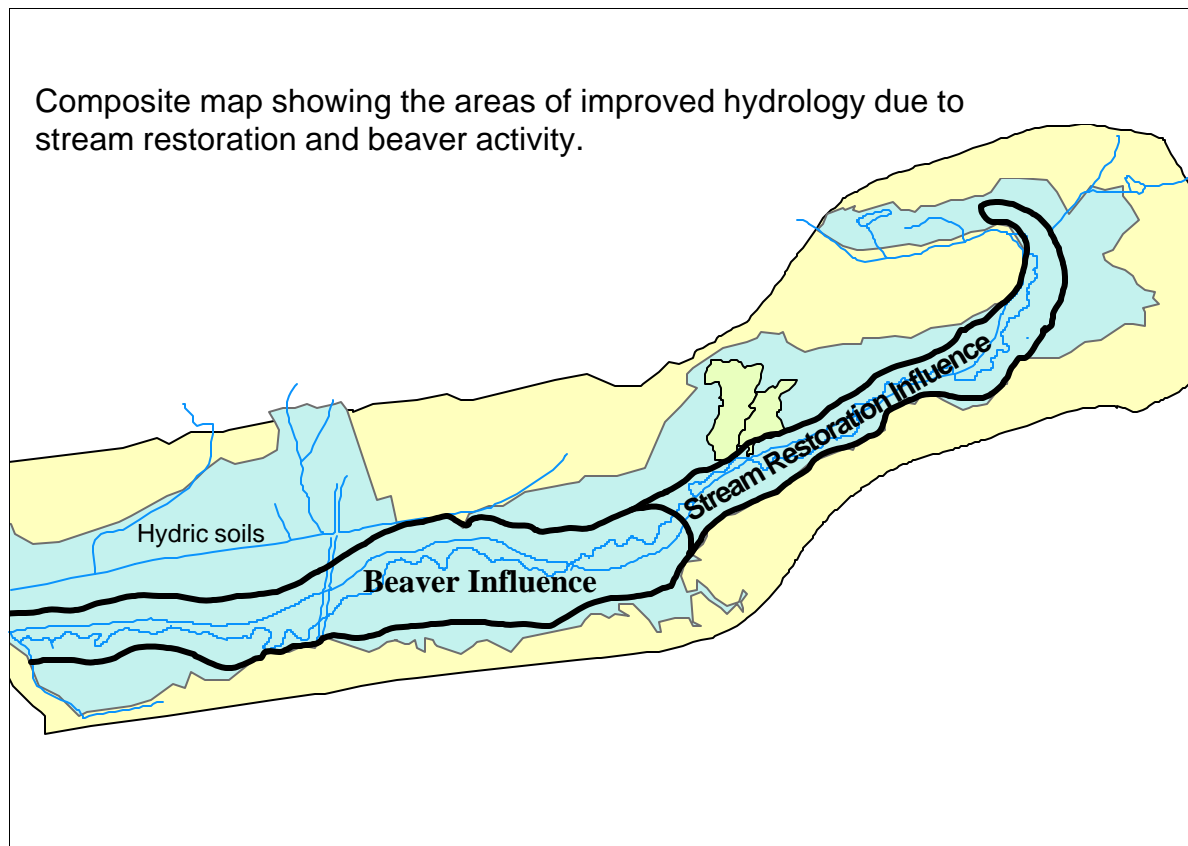 Composite map showing the areas of improved hydrology due to
stream restoration and beaver activity.
Stream Restoration Influence
Hydric soils
Beaver Influence